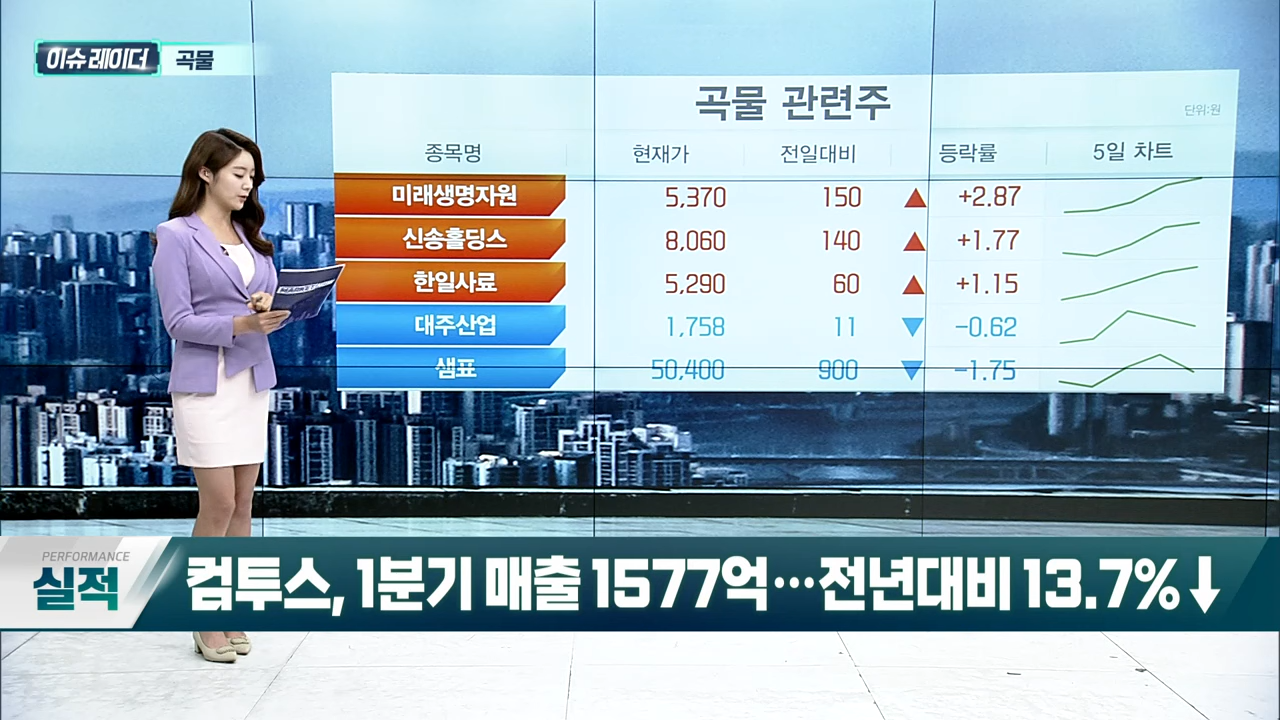 이슈 레이더 곡물
곡물 관련주
단위:원
종목명 현재가 전일대비 등락률 5일 차트
미래생명자원 5,370 150 ▲ +2.87
신송홀딩스 8,060 140 ▲ +1.77
한일사료 5,290 60 ▲ +1.15
대주산업 1,758 11 ▼ -0.62
샘표 50,400 900 ▼ -1.75
PERFORMANCE
실적
컴투스, 1분기 매출 1577억…전년대비 13.7%↓